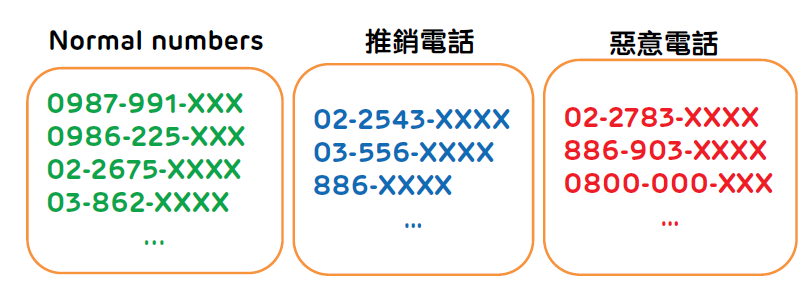 Normal numbers
0987-991-XXX
0986-225-XXX
02-2675-XXXX
03-862-XXXX
...
推銷電話
02-2543-XXXX
03-556-XXXX
886-XXXX
...
惡意電話
02-2783-XXXX
886-903-XXXX
0800-000-XXX
...